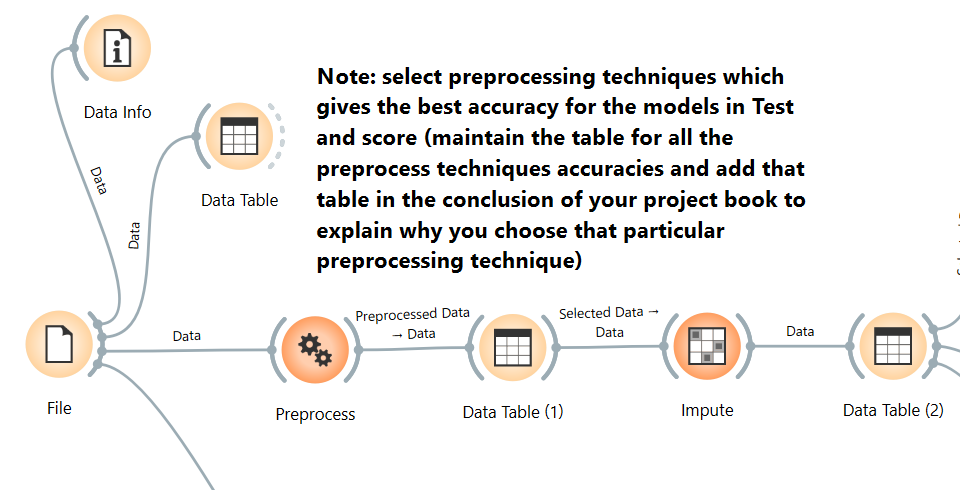 Data Info
Note: select preprocessing techniques which
gives the best accuracy for the models in Test
and score (maintain the table for all the
preprocess techniques accuracies and add that
table in the conclusion of your project book to
explain why you choose that particular
preprocessing technique)
Data
Data Table
Data
Data
Preprocessed Data
→ Data
Selected Data →
Data
Data
File
Preprocess
Data Table (1)
Impute
Data Table (2)